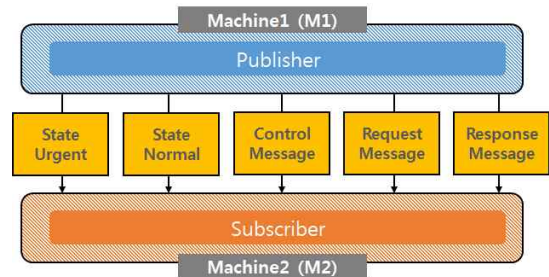 Machine1 (M1)
Publisher
State
Urgent
State
Normal
Control
Message
Request
Message
Response
Message
Subscriber
Machine2 (M2)